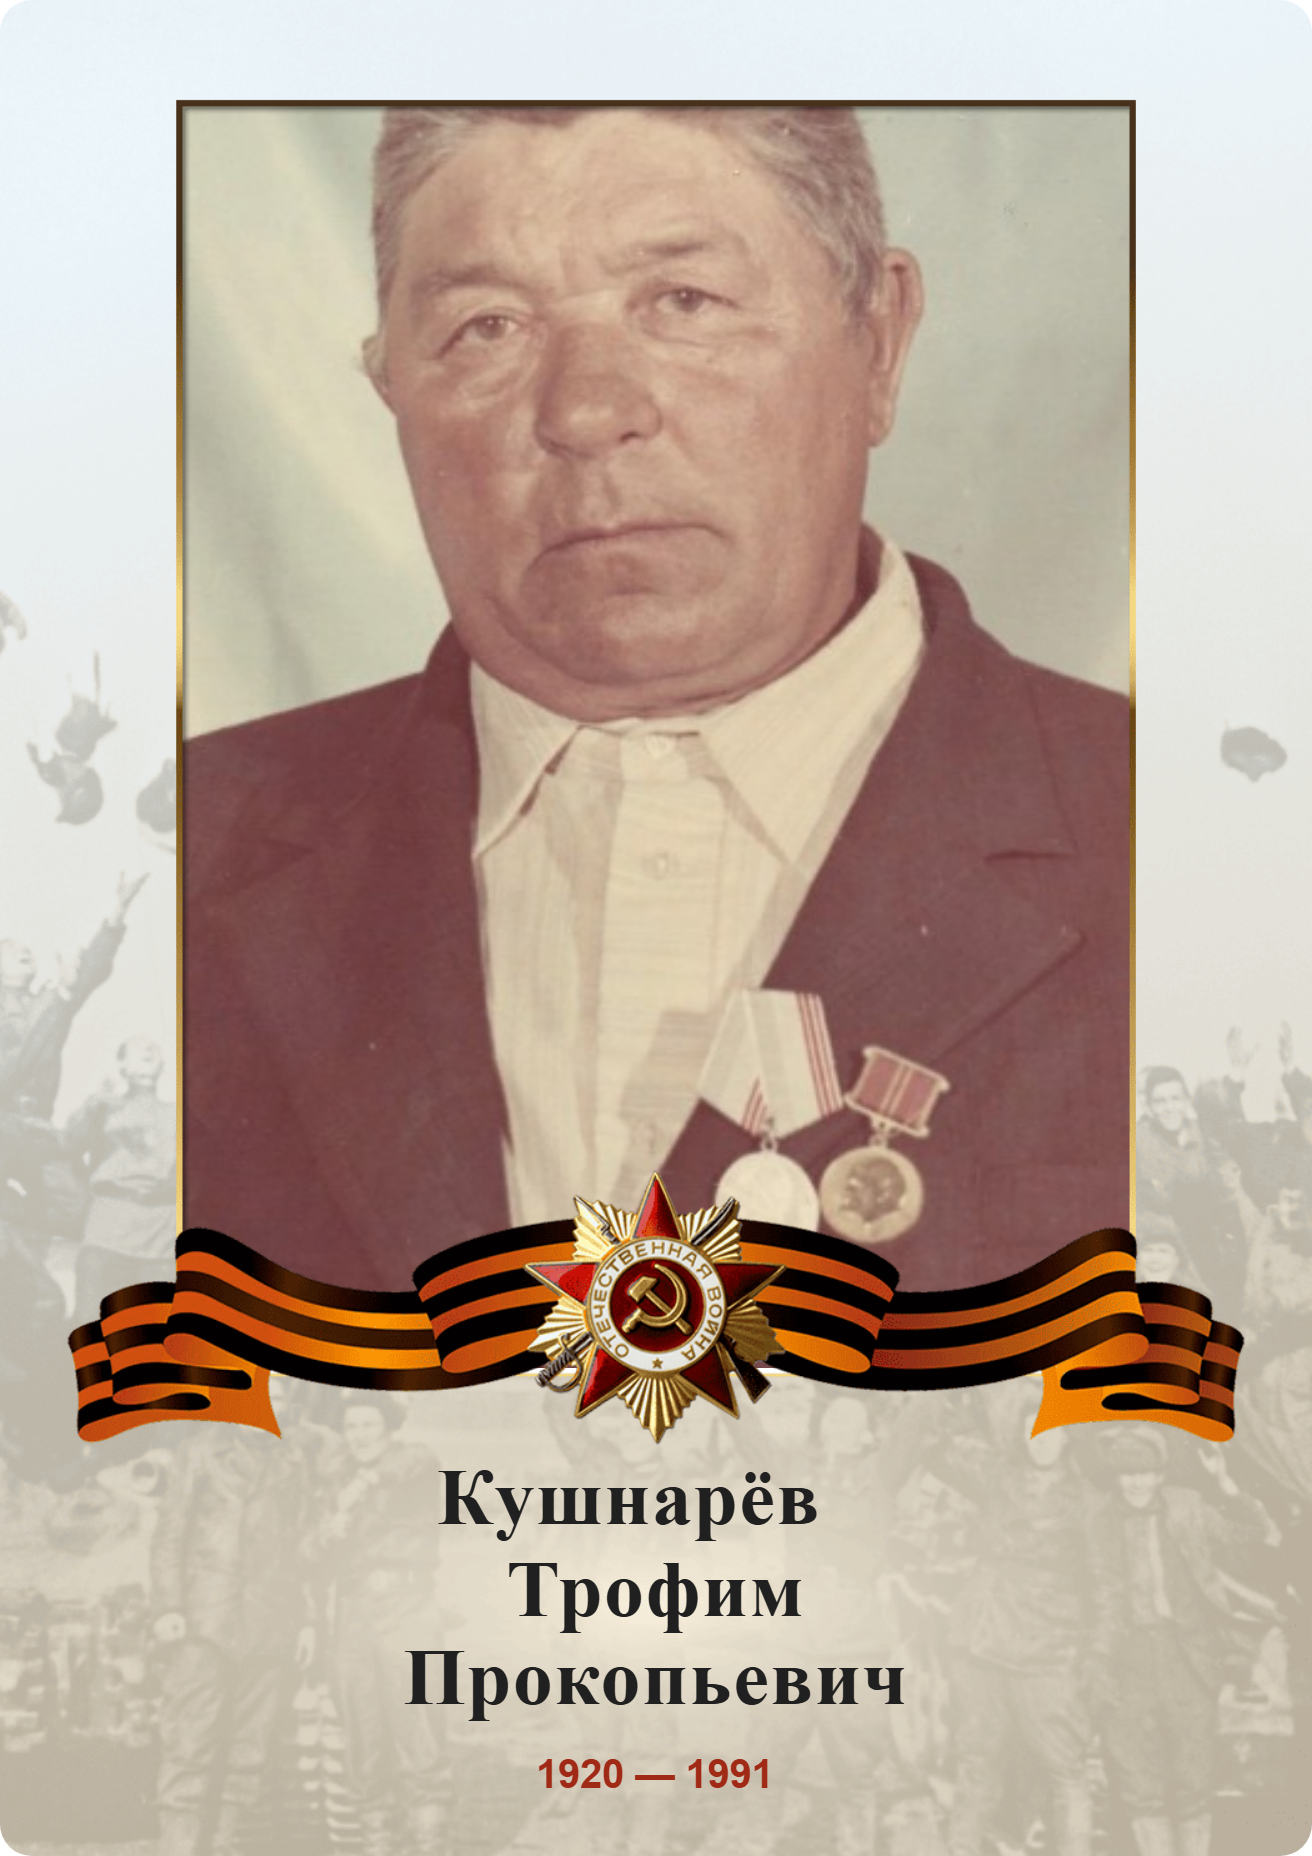 ОТЕЧЕСТВЕННАЯ ВОЙНА
Кушнарёв
Трофим
Прокопьевич
1920 — 1991